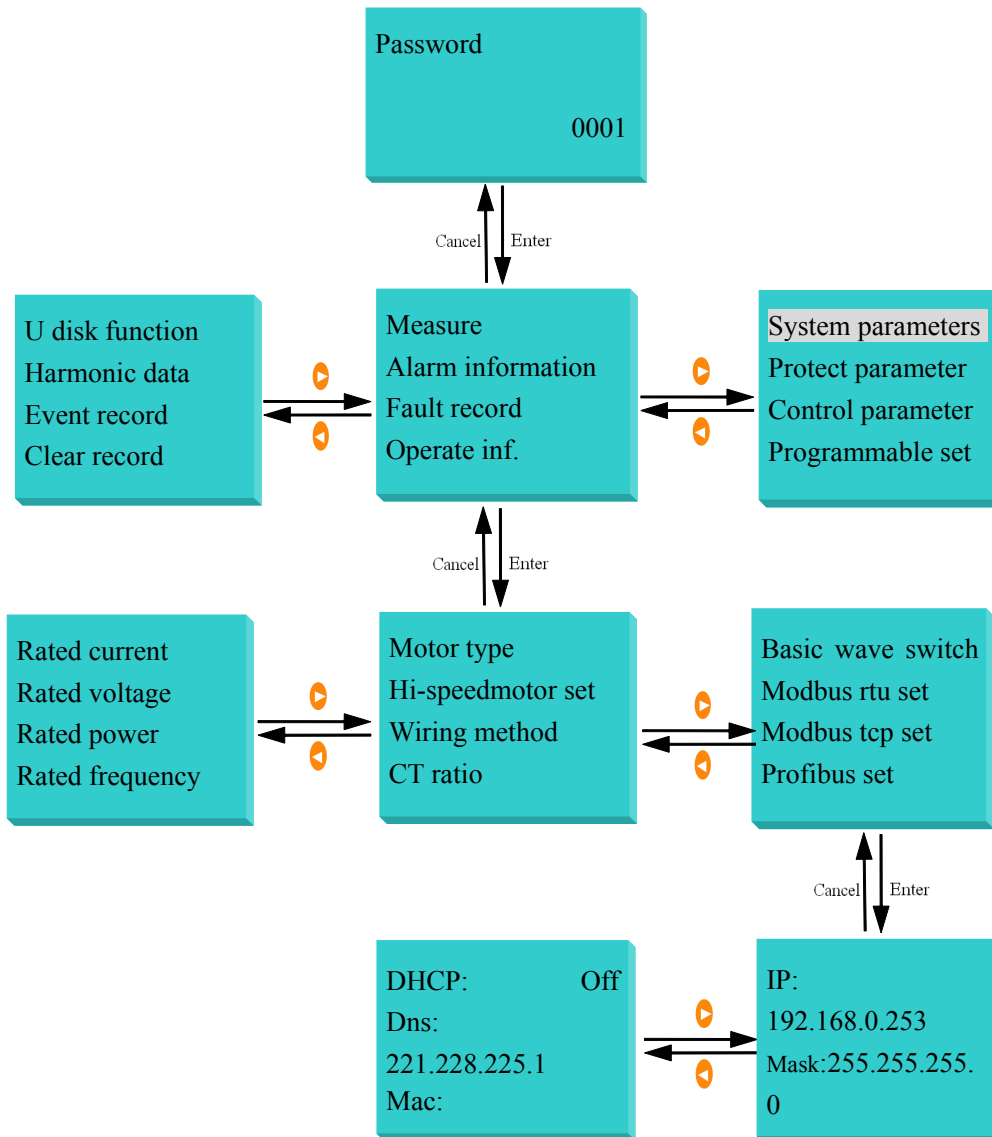 Password
0001
Cancel
Enter
U disk function
Harmonic data
Event record
Clear record
Measure
Alarm information
Fault record
Operate inf.
System parameters
Protect parameter
Control parameter
Programmable set
Cancel
Enter
Rated current
Rated voltage
Rated power
Rated frequency
Motor type
Hi-speedmotor set
Wiring method
CT ratio
Basic wave switch
Modbus rtu set
Modbus tcp set
Profibus set
Cancel
Enter
DHCP: Off
Dns:
221.228.225.1
Mac:
IP:
192.168.0.253
Mask:255.255.255.
0